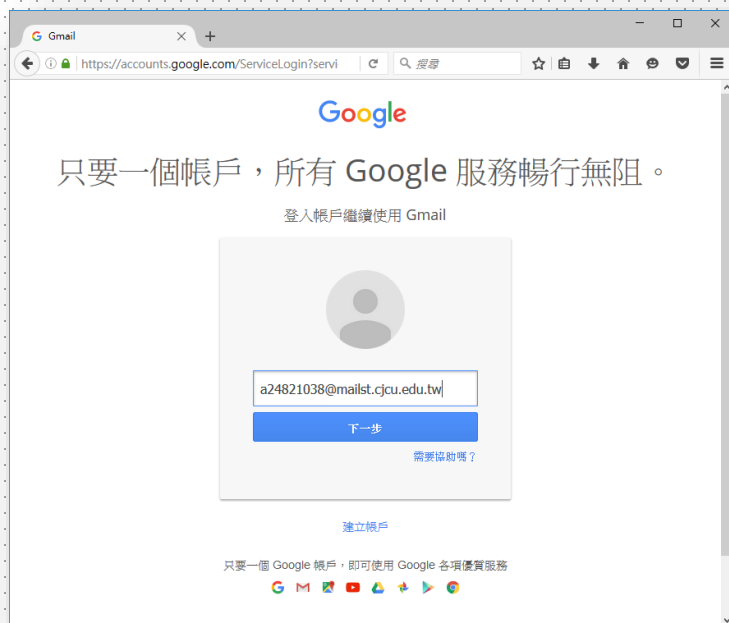 Gmail
https://accounts.google.com/ServiceLogin?servi
搜尋
Google
只要一個帳戶，所有 Google 服務暢行無阻。
登入帳戶繼續使用 Gmail
a24821038@mailst.cjcu.edu.tw
下一步
需要協助嗎？
建立帳戶
只要一個 Google 帳戶，即可使用 Google 各項優質服務